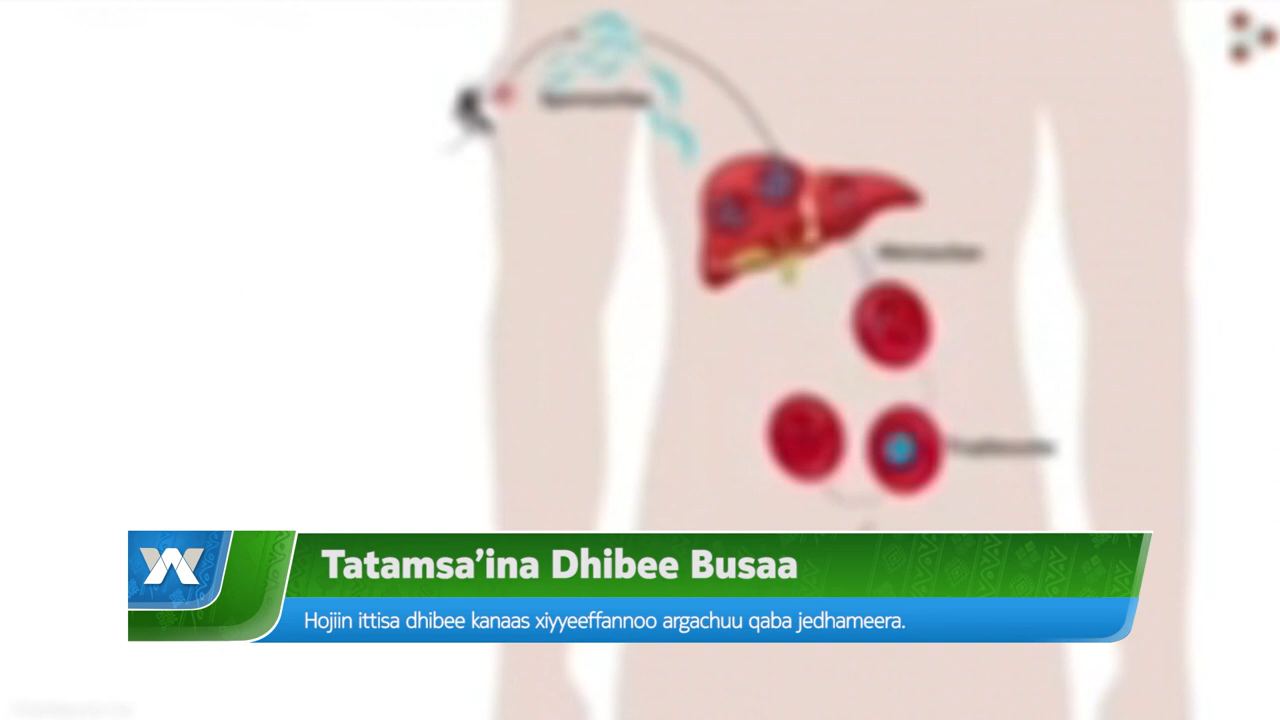 Tatamsa’ina Dhibee Busaa
Hojiin ittisa dhibee kanaas xiyyeeffannoo argachuu qaba jedhameera.